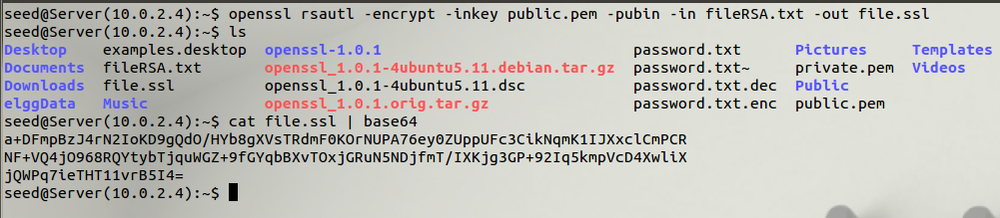 seed@Server(10.0.2.4):~$ openssl rsautl -encrypt -inkey public.pem -pubin -in fileRSA.txt -out file.ssl
seed@Server(10.0.2.4):~$ ls
Desktop examples.desktop openssl-1.0.1 password.txt Pictures Templates
Documents fileRSA.txt openssl_1.0.1-4ubuntu5.11.debian.tar.gz password.txt~ private.pem Videos
Downloads file.ssl openssl_1.0.1-4ubuntu5.11.dsc password.txt.dec Public
elggData Music openssl_1.0.1.orig.tar.gz password.txt.enc public.pem
seed@Server(10.0.2.4):~$ cat file.ssl | base64
a+DFmpBzJ4rN2IoKD9gQdO/HYb8gXVsTRdmF0KOrNUPA76ey0ZUppUFc3CikNqmK1IJXxclCmPCR
NF+VQ4jO968RQYtybTjquWGZ+9fGYqbBXvTOxjGRuN5NDjfmT/IXKjg3GP+92Iq5kmpVcD4XwliX
jQWPq7ieTHT11vrB5I4=
seed@Server(10.0.2.4):~$